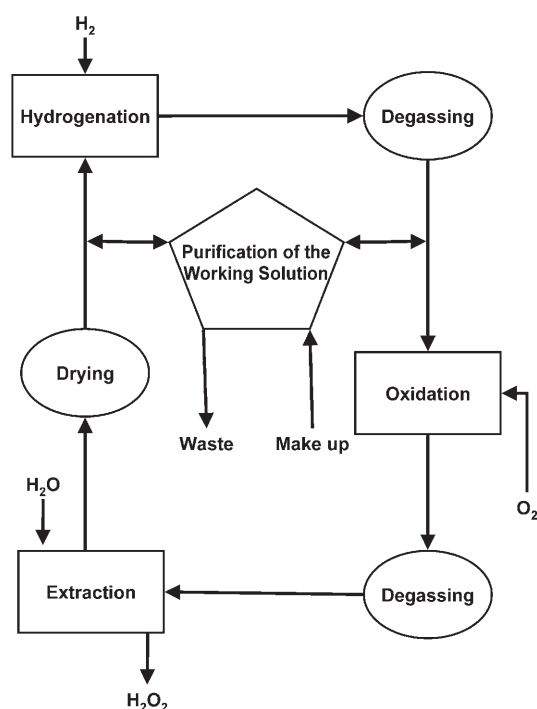 H₂
Hydrogenation
Degassing
Purification of the
Working Solution
Drying
Oxidation
Waste
Make up
H₂O
O₂
Extraction
Degassing
H₂O₂